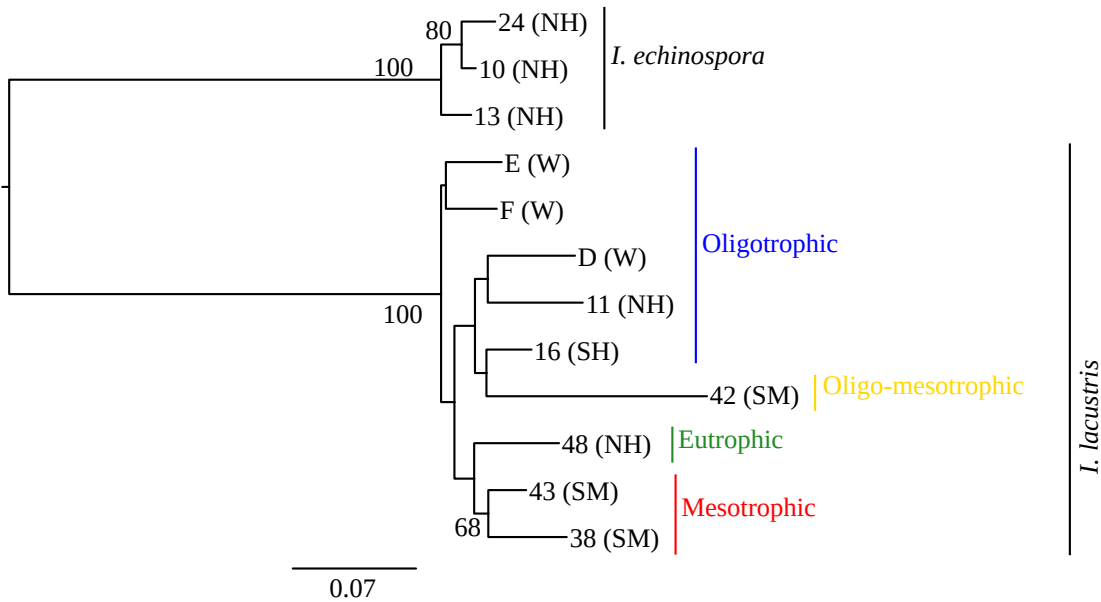 24 (NH)
80
10 (NH)
I. echinospora
100
13 (NH)
E (W)
F (W)
Oligotrophic
D (W)
11 (NH)
100
16 (SH)
Oligo-mesotrophic
42 (SM)
I. lacustris
48 (NH)
Eutrophic
43 (SM)
Mesotrophic
68
38 (SM)
0.07